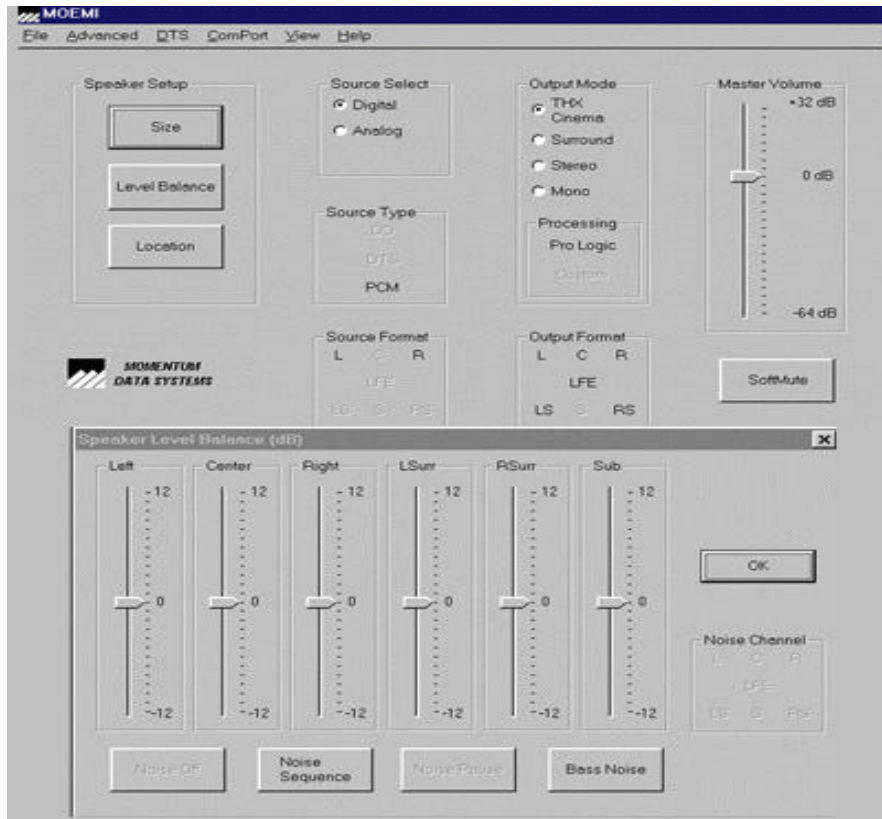 MOEMI
File Advanced DTS ComPort View Help
Speaker Setup
Size
Level Balance
Location
Source Select
Digital
Analog
Source Type
DTS
PCM
Output Mode
THX
Cinema
Surround
Stereo
Mono
Processing
Pro Logic
Custom
Master Volume
+32 dB
0 dB
-64 dB
MOMENTUM
DATA SYSTEMS
Source Format
L C R
LFE
LS S RS
Output Format
L C R
LFE
LS S RS
SoftMute
Speaker Level Balance (dB)
Left Center Right LSurr RSurr Sub
12 12 12 12 12 12
0 0 0 0 0 0
-12 -12 -12 -12 -12 -12
OK
Noise Channel
L C R
LFE
LS S RS
Noise Off
Noise
Sequence
Noise Pause
Bass Noise